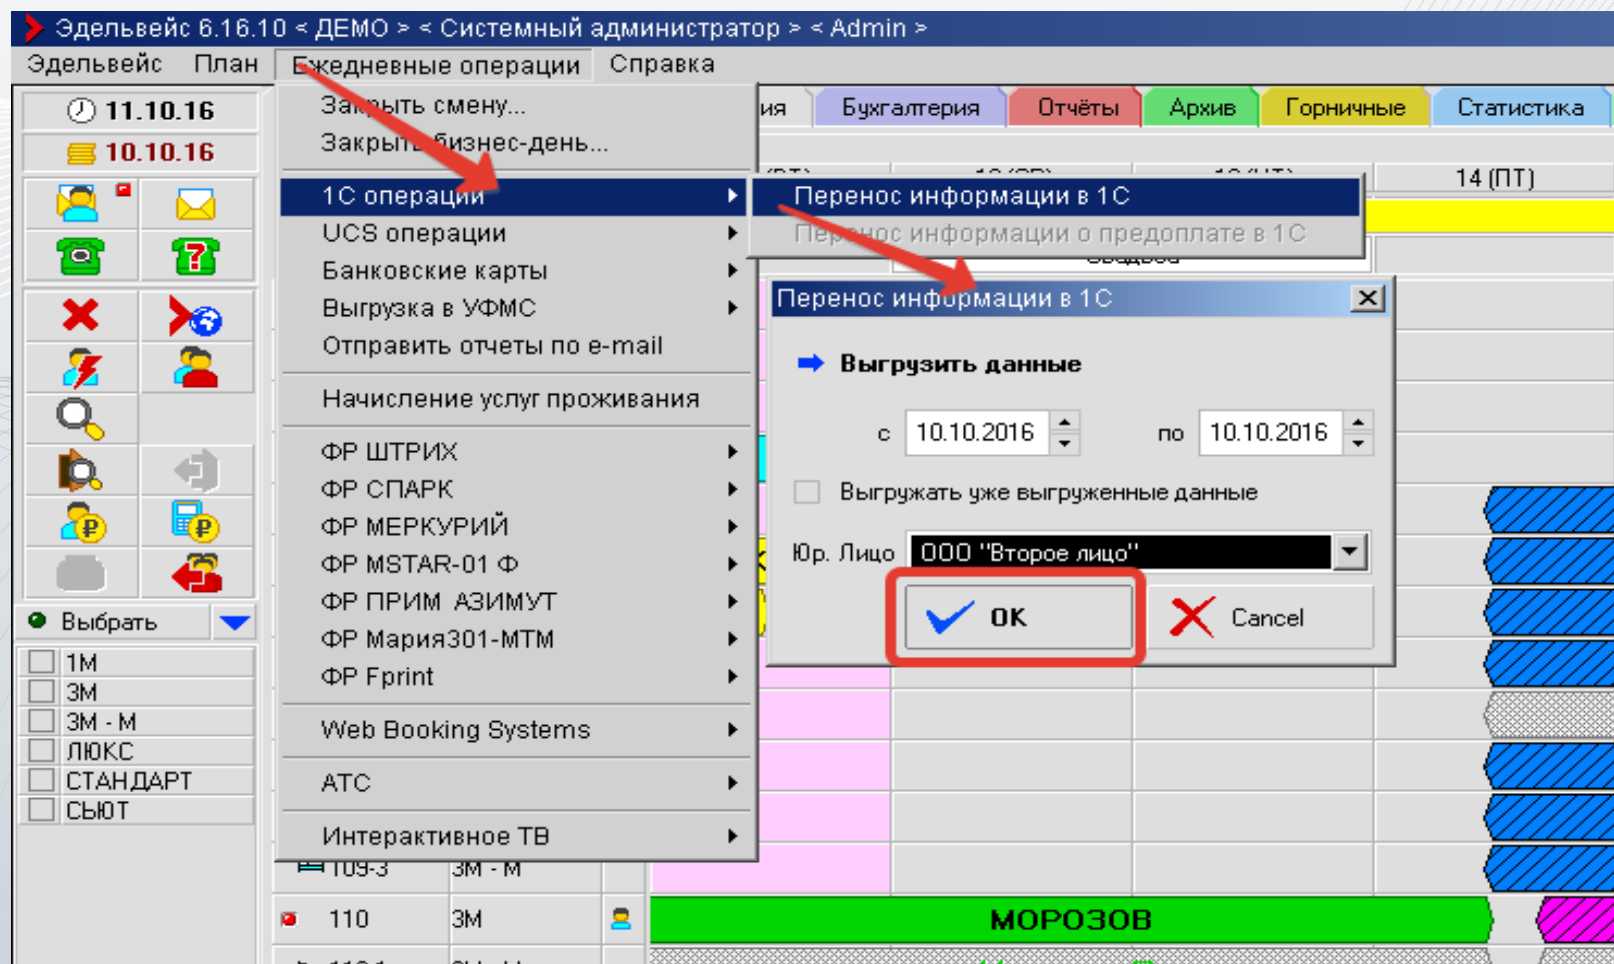 Эдельвейс 6.16.10 < ДЕМО > < Системный администратор > < Admin >
Эдельвейс План Ежедневные операции Справка
11.10.16
10.10.16
Выбрать
1М
3М
3М - М
ЛЮКС
СТАНДАРТ
СЬЮТ
Закрыть смену...
Закрыть бизнес-день...
1С операции
UCS операции
Банковские карты
Выгрузка в УФМС
Отправить отчеты по e-mail
Начисление услуг проживания
ФР ШТРИХ
ФР СПАРК
ФР МЕРКУРИЙ
ФР MSTAR-01 Ф
ФР ПРИМ АЗИМУТ
ФР Мария301-МТМ
ФР Fprint
Web Booking Systems
АТС
Интерактивное ТВ
Бухгалтерия Отчёты Архив Горничные Статистика
14 (ПТ)
Перенос информации в 1С
Перенос информации о предоплате в 1С
Перенос информации в 1С
Выгрузить данные
с 10.10.2016 по 10.10.2016
Выгружать уже выгруженные данные
Юр. Лицо ООО "Второе лицо"
OK Cancel
109-3 3М - М
110 3М МОРОЗОВ